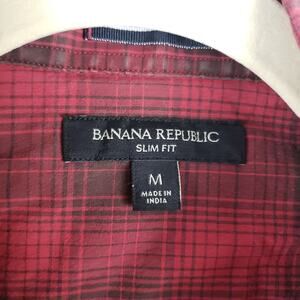 BANANA REPUBLIC
SLIM FIT
M
MADE IN
INDIA